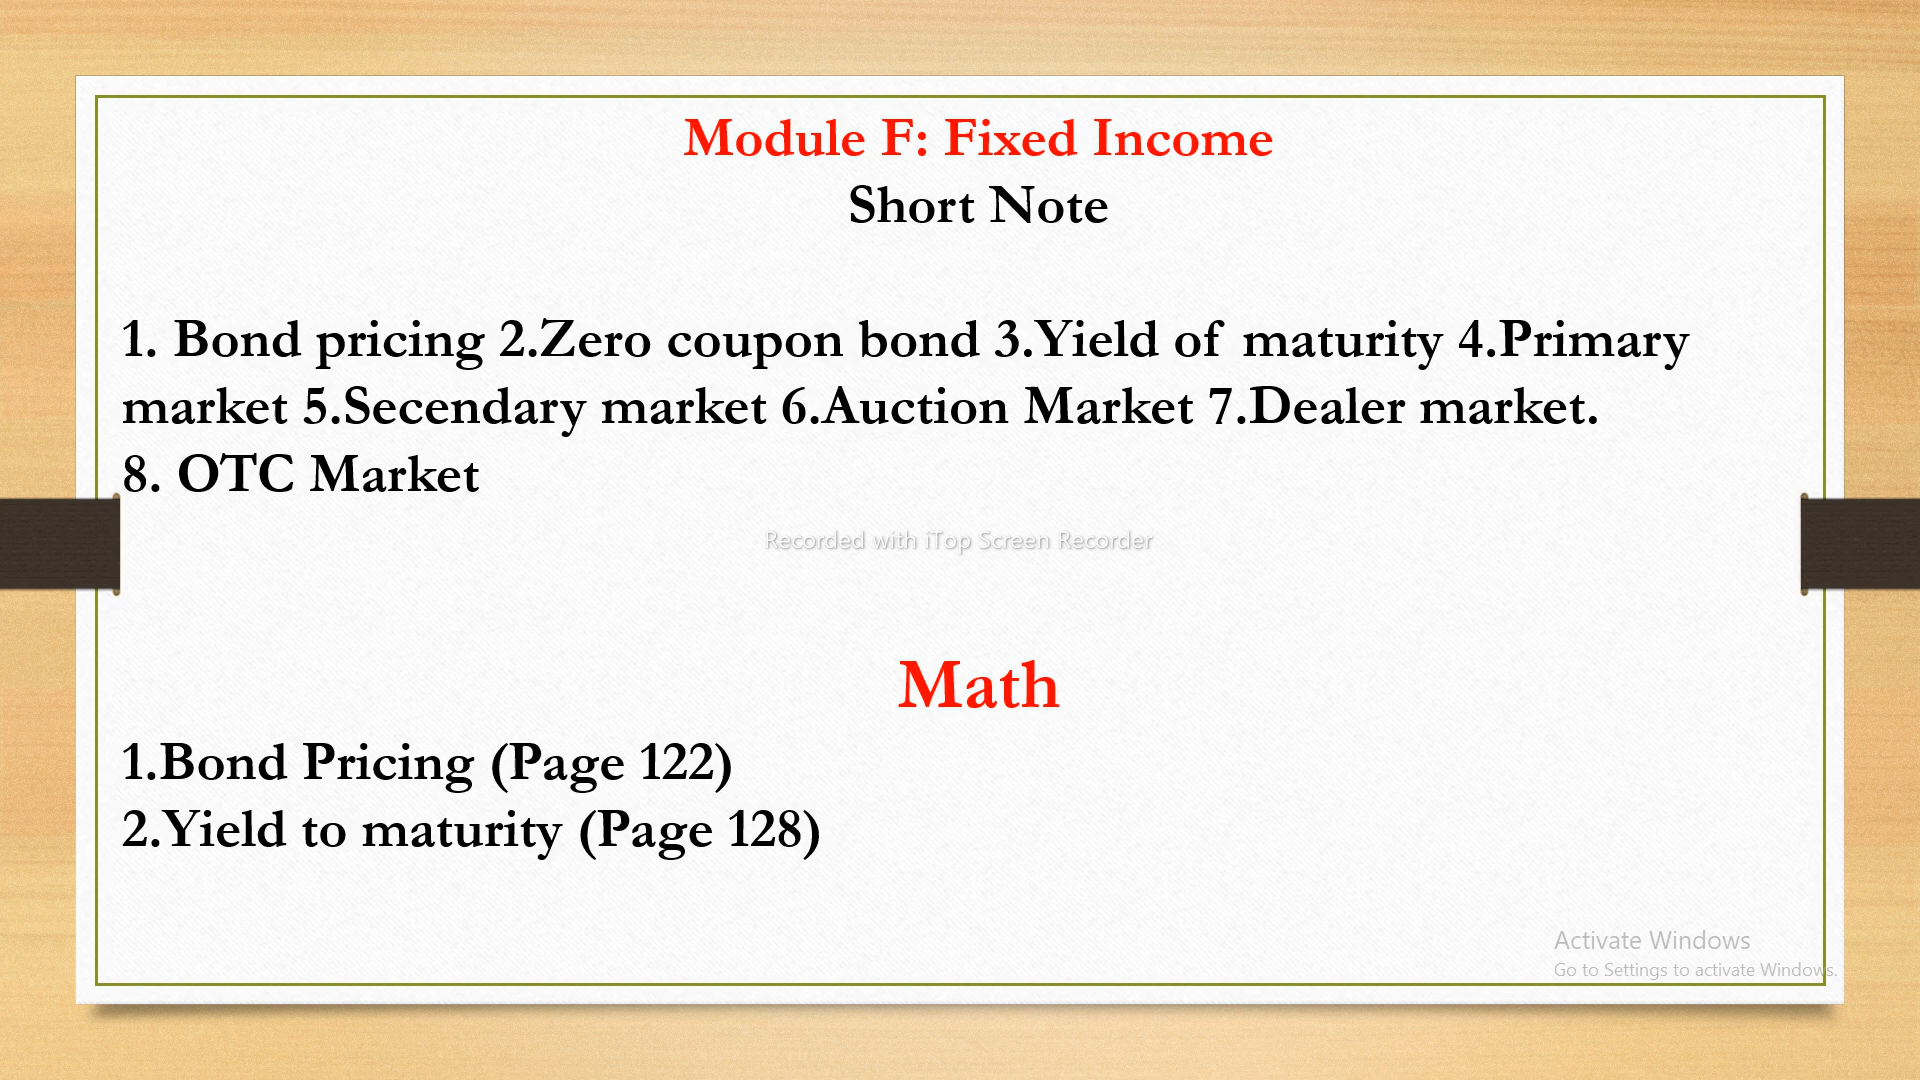 Module F: Fixed Income
Short Note
1. Bond pricing 2.Zero coupon bond 3.Yield of maturity 4.Primary
market 5.Secendary market 6.Auction Market 7.Dealer market.
8. OTC Market
Recorded with iTop Screen Recorder
Math
1.Bond Pricing (Page 122)
2.Yield to maturity (Page 128)
Activate Windows
Go to Settings to activate Windows.